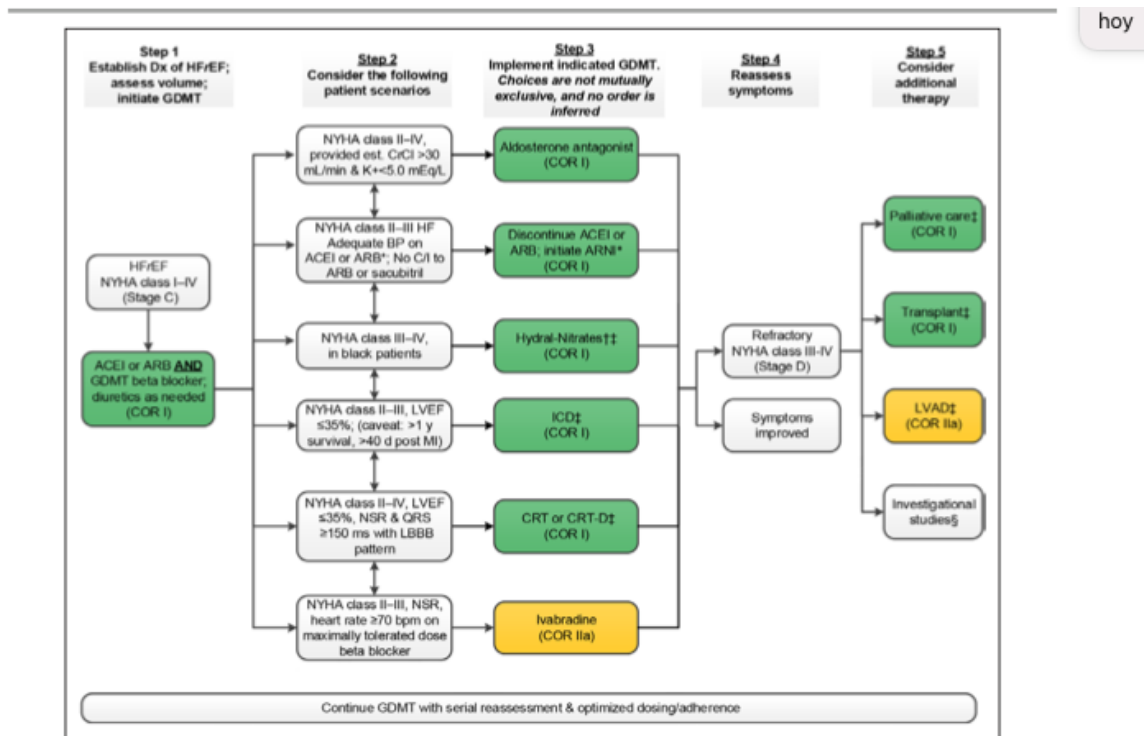 hoy
Step 1
Establish Dx of HFrEF;
assess volume;
initiate GDMT
Step 2
Consider the following
patient scenarios
Step 3
Implement indicated GDMT.
Choices are not mutually
exclusive, and no order is
inferred
Step 4
Reassess
symptoms
Step 5
Consider
additional
therapy
HFrEF
NYHA class I–IV
(Stage C)
ACEI or ARB AND
GDMT beta blocker;
diuretics as needed
(COR I)
NYHA class II–IV,
provided est. CrCl >30
mL/min & K+<5.0 mEq/L
NYHA class II–III HF
Adequate BP on
ACEI or ARB*; No C/I to
ARB or sacubitril
NYHA class III–IV,
in black patients
NYHA class II–III, LVEF
≤35%; (caveat: >1 y
survival, >40 d post MI)
NYHA class II–IV, LVEF
≤35%, NSR & QRS
≥150 ms with LBBB
pattern
NYHA class II–III, NSR,
heart rate ≥70 bpm on
maximally tolerated dose
beta blocker
Aldosterone antagonist
(COR I)
Discontinue ACEI or
ARB; initiate ARNI*
(COR I)
Hydral-Nitrates†‡
(COR I)
ICD‡
(COR I)
CRT or CRT-D‡
(COR I)
Ivabradine
(COR IIa)
Refractory
NYHA class III-IV
(Stage D)
Symptoms
improved
Palliative care‡
(COR I)
Transplant‡
(COR I)
LVAD‡
(COR IIa)
Investigational
studies§
Continue GDMT with serial reassessment & optimized dosing/adherence